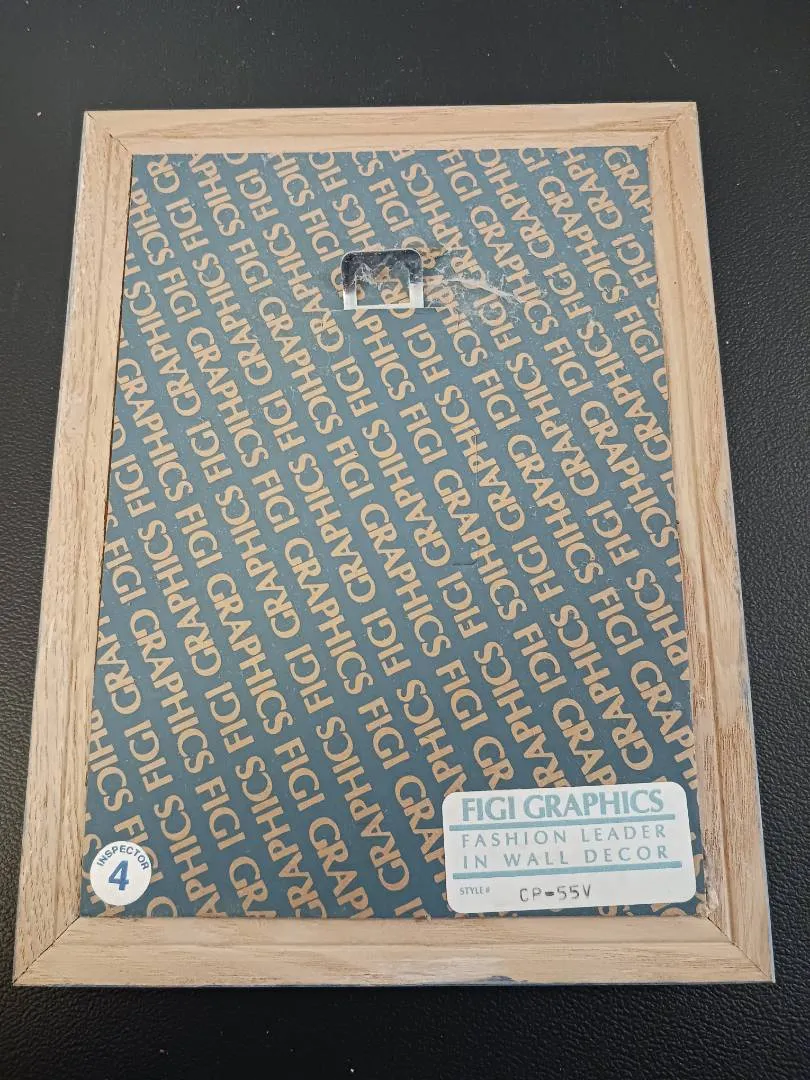 FIGI GRAPHICS
FIGI GRAPHICS
FASHION LEADER
IN WALL DECOR
STYLE# CP-55V
INSPECTOR
4